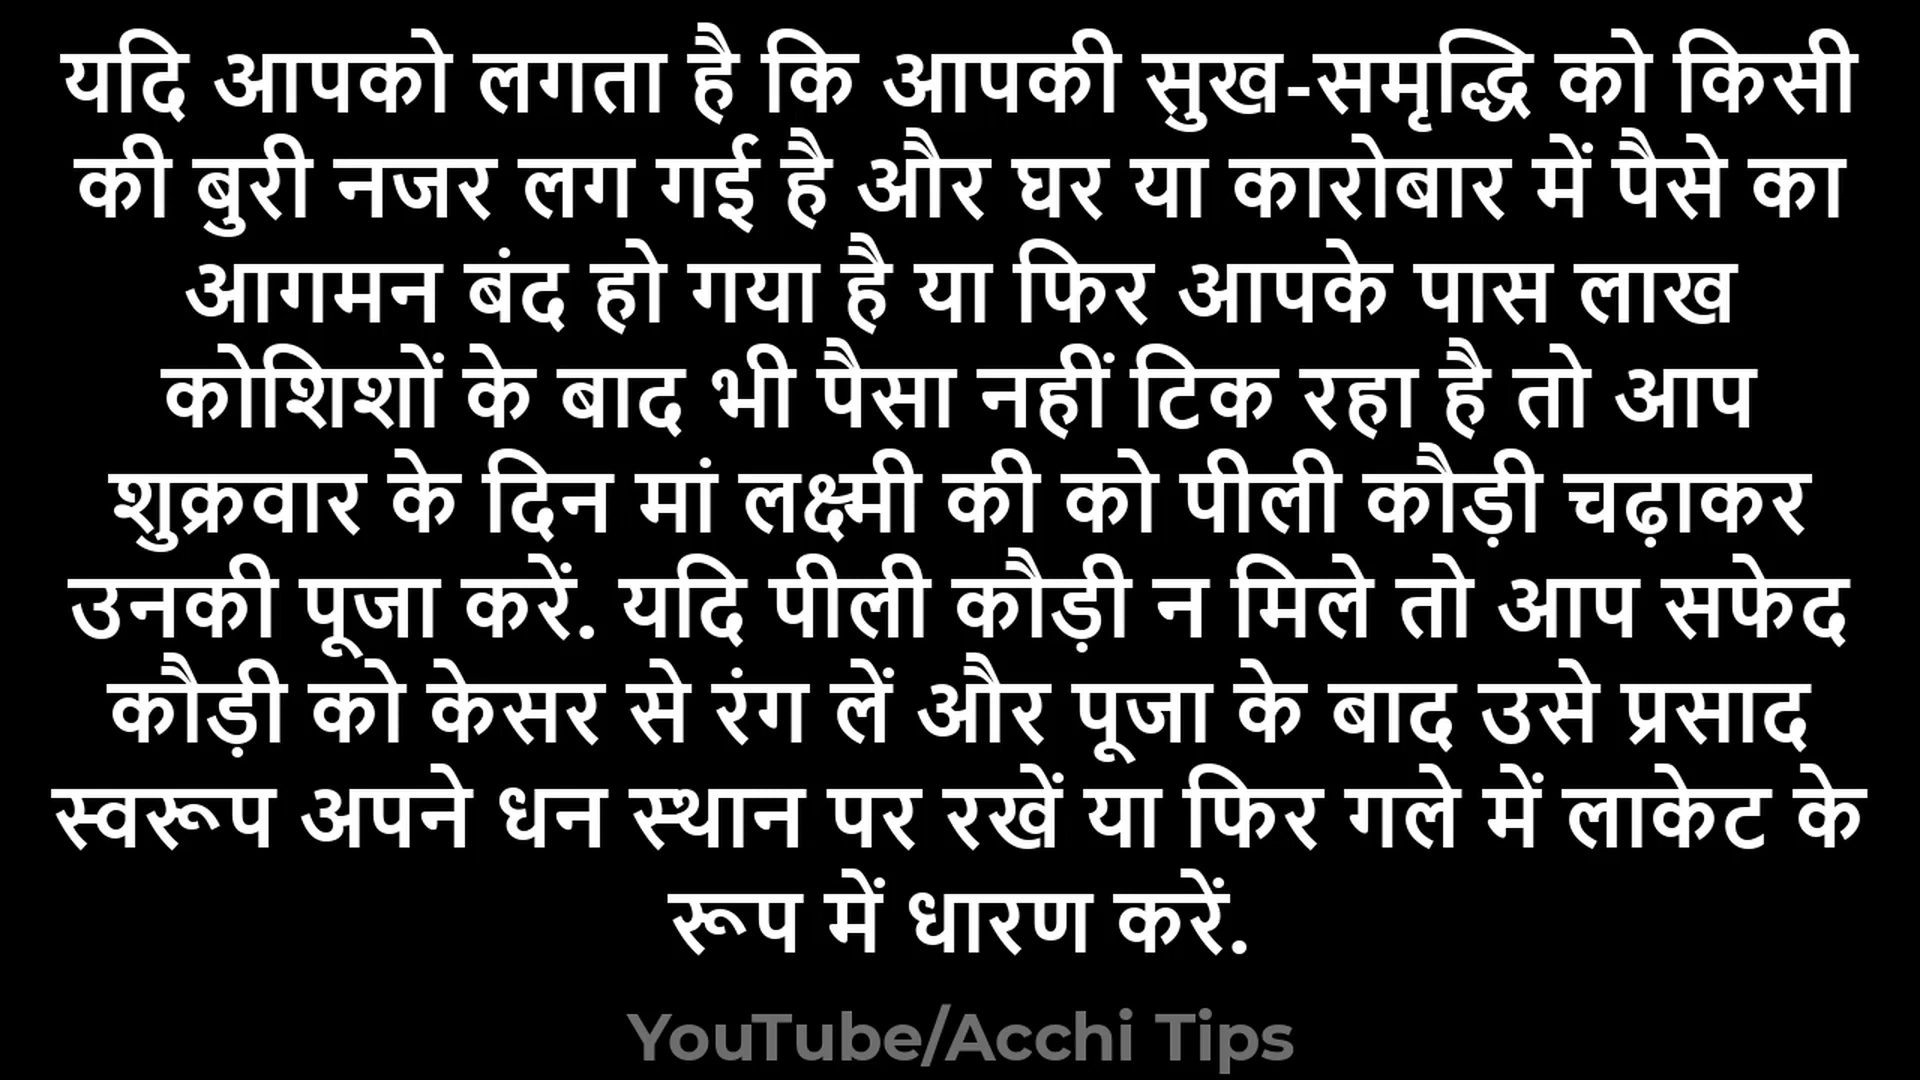 यदि आपको लगता है कि आपकी सुख-समृद्धि को किसी
की बुरी नजर लग गई है और घर या कारोबार में पैसे का
आगमन बंद हो गया है या फिर आपके पास लाख
कोशिशों के बाद भी पैसा नहीं टिक रहा है तो आप
शुक्रवार के दिन मां लक्ष्मी की को पीली कौड़ी चढ़ाकर
उनकी पूजा करें. यदि पीली कौड़ी न मिले तो आप सफेद
कौड़ी को केसर से रंग लें और पूजा के बाद उसे प्रसाद
स्वरूप अपने धन स्थान पर रखें या फिर गले में लाकेट के
रूप में धारण करें.
YouTube/Acchi Tips